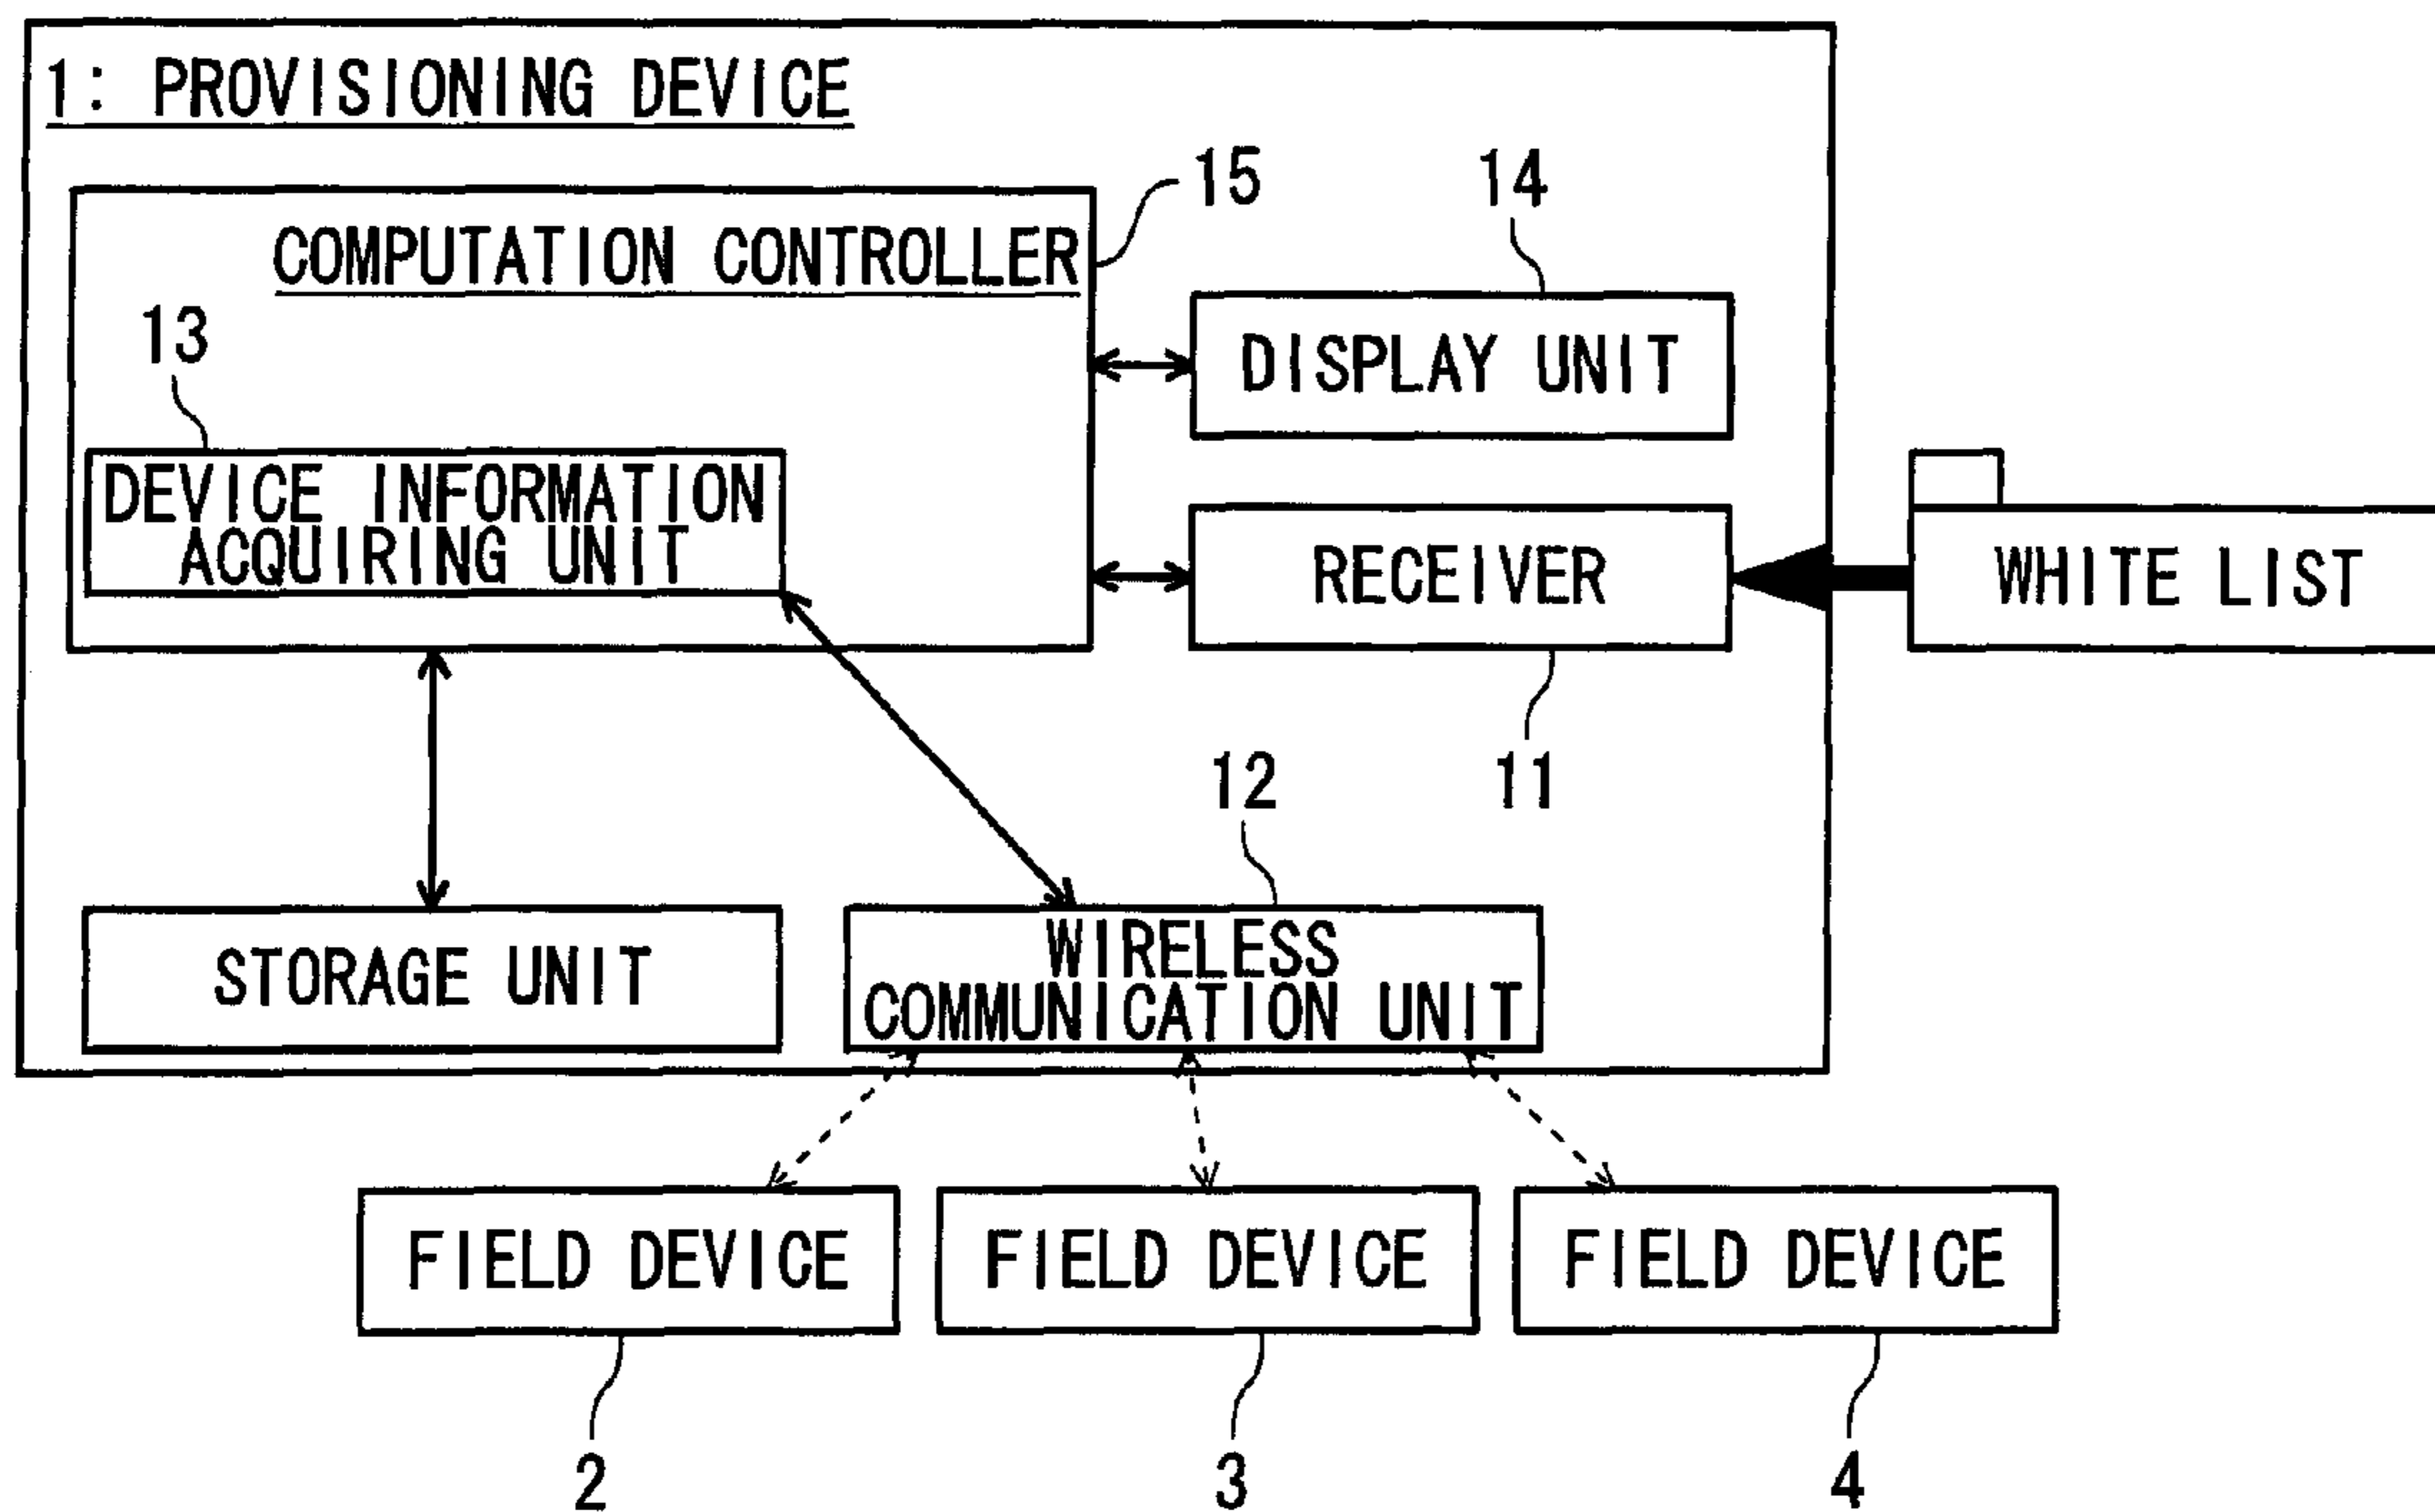 1: PROVISIONING DEVICE
15
14
COMPUTATION CONTROLLER
13
DISPLAY UNIT
DEVICE INFORMATION
ACQUIRING UNIT
RECEIVER
WHITE LIST
12
11
STORAGE UNIT
WIRELESS
COMMUNICATION UNIT
FIELD DEVICE
FIELD DEVICE
FIELD DEVICE
2
3
4